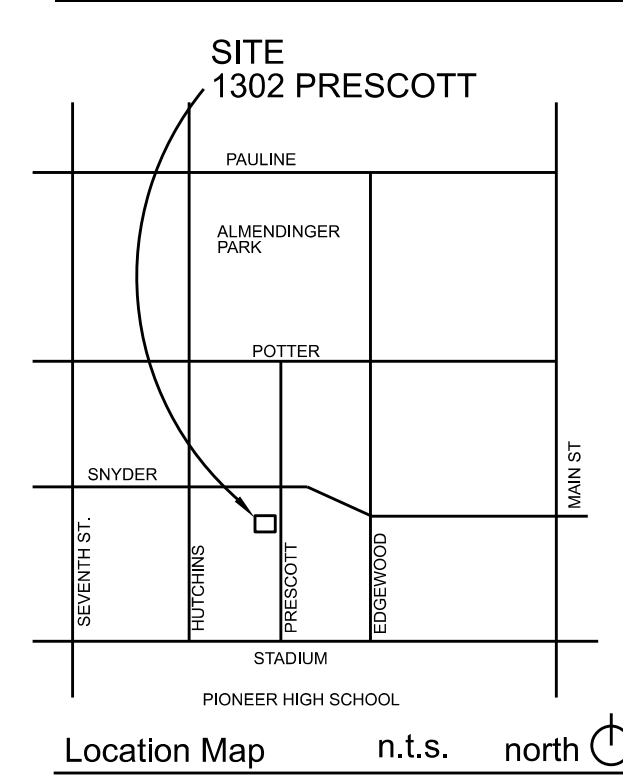 SITE
1302 PRESCOTT
PAULINE
ALMENDINGER
PARK
POTTER
SNYDER
MAIN ST
SEVENTH ST.
HUTCHINS
PRESCOTT
EDGEWOOD
STADIUM
PIONEER HIGH SCHOOL
Location Map n.t.s. north